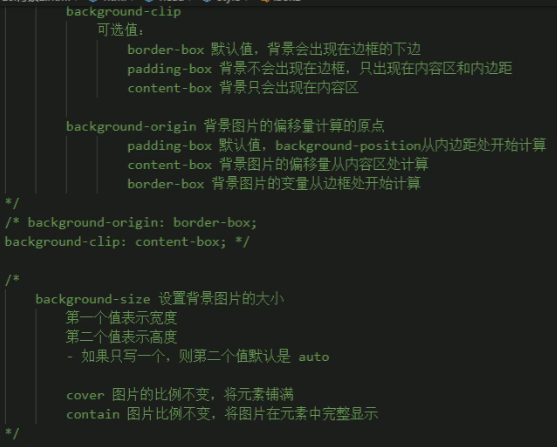 background-clip
可选值:
border-box 默认值，背景会出现在边框的下边
padding-box 背景不会出现在边框，只出现在内容区和内边距
content-box 背景只会出现在内容区
background-origin 背景图片的偏移量计算的原点
padding-box 默认值，background-position从内边距处开始计算
content-box 背景图片的偏移量从内容区处计算
border-box 背景图片的变量从边框处开始计算
*/
/* background-origin: border-box;
background-clip: content-box; */
/*
background-size 设置背景图片的大小
第一个值表示宽度
第二个值表示高度
- 如果只写一个，则第二个值默认是 auto
cover 图片的比例不变，将元素铺满
contain 图片比例不变，将图片在元素中完整显示
*/